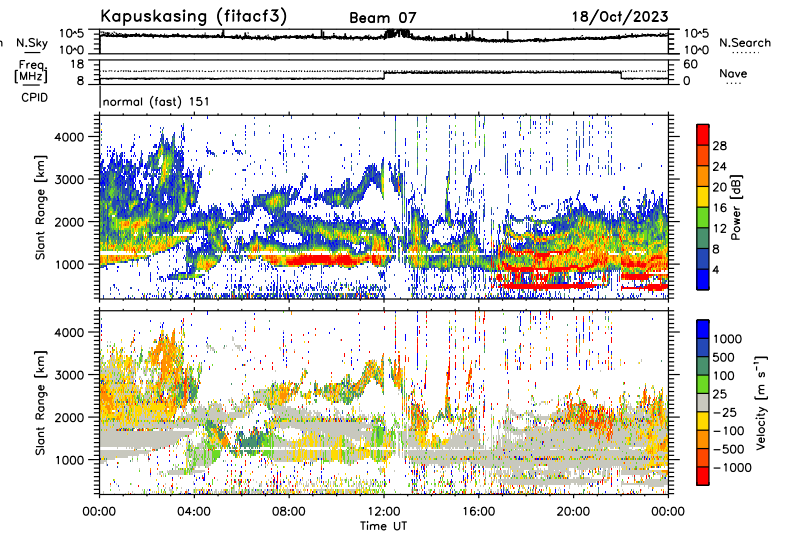 Kapuskasing (fitacf3) Beam 07 18/Oct/2023
N.Sky 10^5 10^0 10^5 10^0 N.Search
Freq. [MHz] 18 8 60 0 Nave
CPID normal (fast) 151
Slant Range [km] 4000 3000 2000 1000
Power [dB] 28 24 20 16 12 8 4
Slant Range [km] 4000 3000 2000 1000
Velocity [m s⁻¹] 1000 500 100 25 -25 -100 -500 -1000
00:00 04:00 08:00 12:00 16:00 20:00 00:00
Time UT